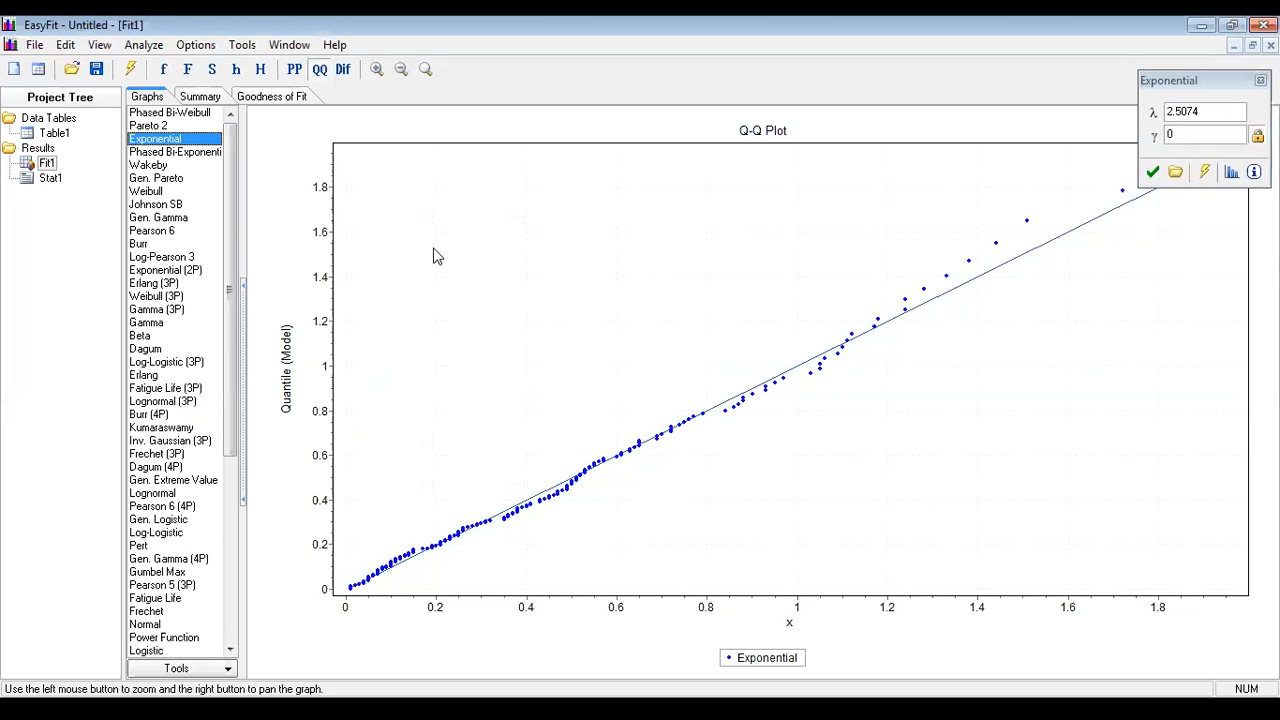 EasyFit - Untitled - [Fit1]
File Edit View Analyze Options Tools Window Help
f F S h H PP QQ Dif
Project Tree
Data Tables
Table1
Results
Fit1
Stat1
Graphs Summary Goodness of Fit
Phased Bi-Weibull
Pareto 2
Exponential
Phased Bi-Exponenti
Wakeby
Gen. Pareto
Weibull
Johnson SB
Gen. Gamma
Pearson 6
Burr
Log-Pearson 3
Exponential (2P)
Erlang (3P)
Weibull (3P)
Gamma (3P)
Gamma
Beta
Dagum
Log-Logistic (3P)
Erlang
Fatigue Life (3P)
Lognormal (3P)
Burr (4P)
Kumaraswamy
Inv. Gaussian (3P)
Frechet (3P)
Dagum (4P)
Gen. Extreme Value
Lognormal
Pearson 6 (4P)
Gen. Logistic
Log-Logistic
Pert
Gen. Gamma (4P)
Gumbel Max
Pearson 5 (3P)
Fatigue Life
Frechet
Normal
Power Function
Logistic
Tools
Q-Q Plot
Quantile (Model)
1.8
1.6
1.4
1.2
1
0.8
0.6
0.4
0.2
0
0 0.2 0.4 0.6 0.8 1 1.2 1.4 1.6 1.8
x
Exponential
Exponential
λ 2.5074
γ 0
Use the left mouse button to zoom and the right button to pan the graph.
NUM